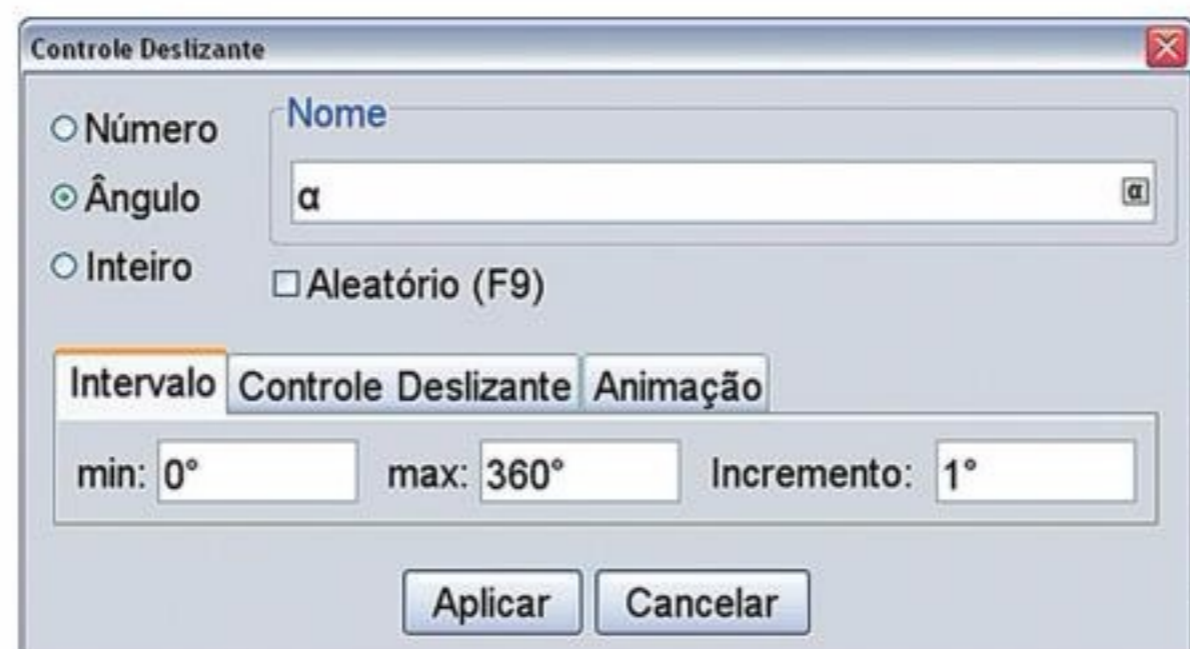 Controle Deslizante
Número
Ângulo
Inteiro
Nome
α
α
Aleatório (F9)
Intervalo Controle Deslizante Animação
min: 0° max: 360° Incremento: 1°
Aplicar Cancelar